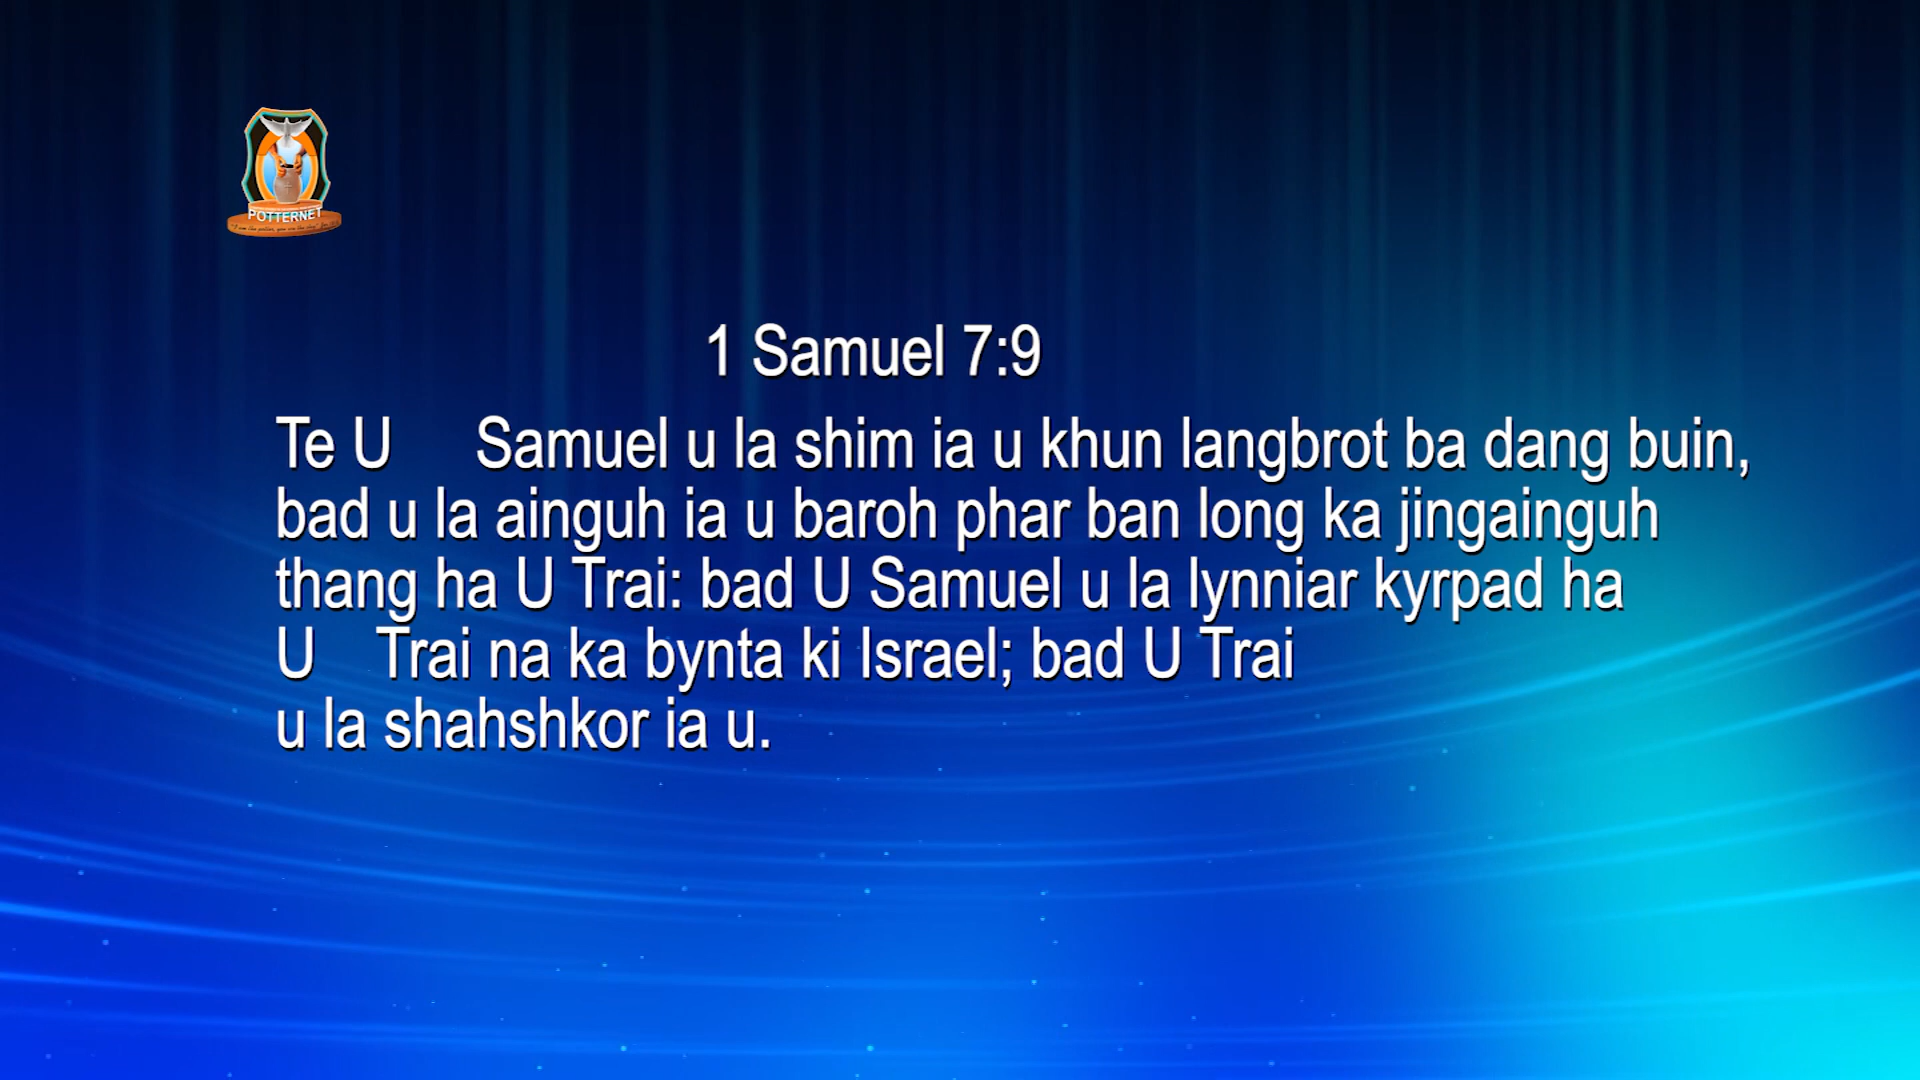 POTTERNET
1 Samuel 7:9
Te U Samuel u la shim ia u khun langbrot ba dang buin,
bad u la ainguh ia u baroh phar ban long ka jingainguh
thang ha U Trai: bad U Samuel u la lynniar kyrpad ha
U Trai na ka bynta ki Israel; bad U Trai
u la shahshkor ia u.